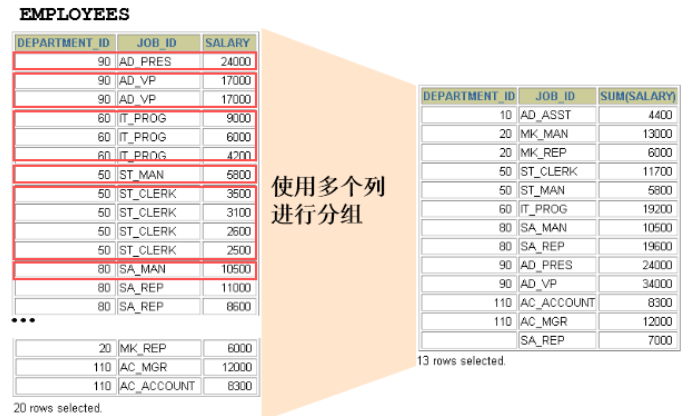 EMPLOYEES
DEPARTMENT_ID JOB_ID SALARY
90 AD_PRES 24000
90 AD_VP 17000
90 AD_VP 17000
60 IT_PROG 9000
60 IT_PROG 6000
60 IT_PROG 4200
50 ST_MAN 5800
50 ST_CLERK 3500
50 ST_CLERK 3100
50 ST_CLERK 2600
50 ST_CLERK 2500
80 SA_MAN 10500
80 SA_REP 11000
80 SA_REP 8600
...
20 MK_REP 6000
110 AC_MGR 12000
110 AC_ACCOUNT 8300
20 rows selected.
使用多个列
进行分组
DEPARTMENT_ID JOB_ID SUM(SALARY)
10 AD_ASST 4400
20 MK_MAN 13000
20 MK_REP 6000
50 ST_CLERK 11700
50 ST_MAN 5800
60 IT_PROG 19200
80 SA_MAN 10500
80 SA_REP 19600
90 AD_PRES 24000
90 AD_VP 34000
110 AC_ACCOUNT 8300
110 AC_MGR 12000
SA_REP 7000
13 rows selected.